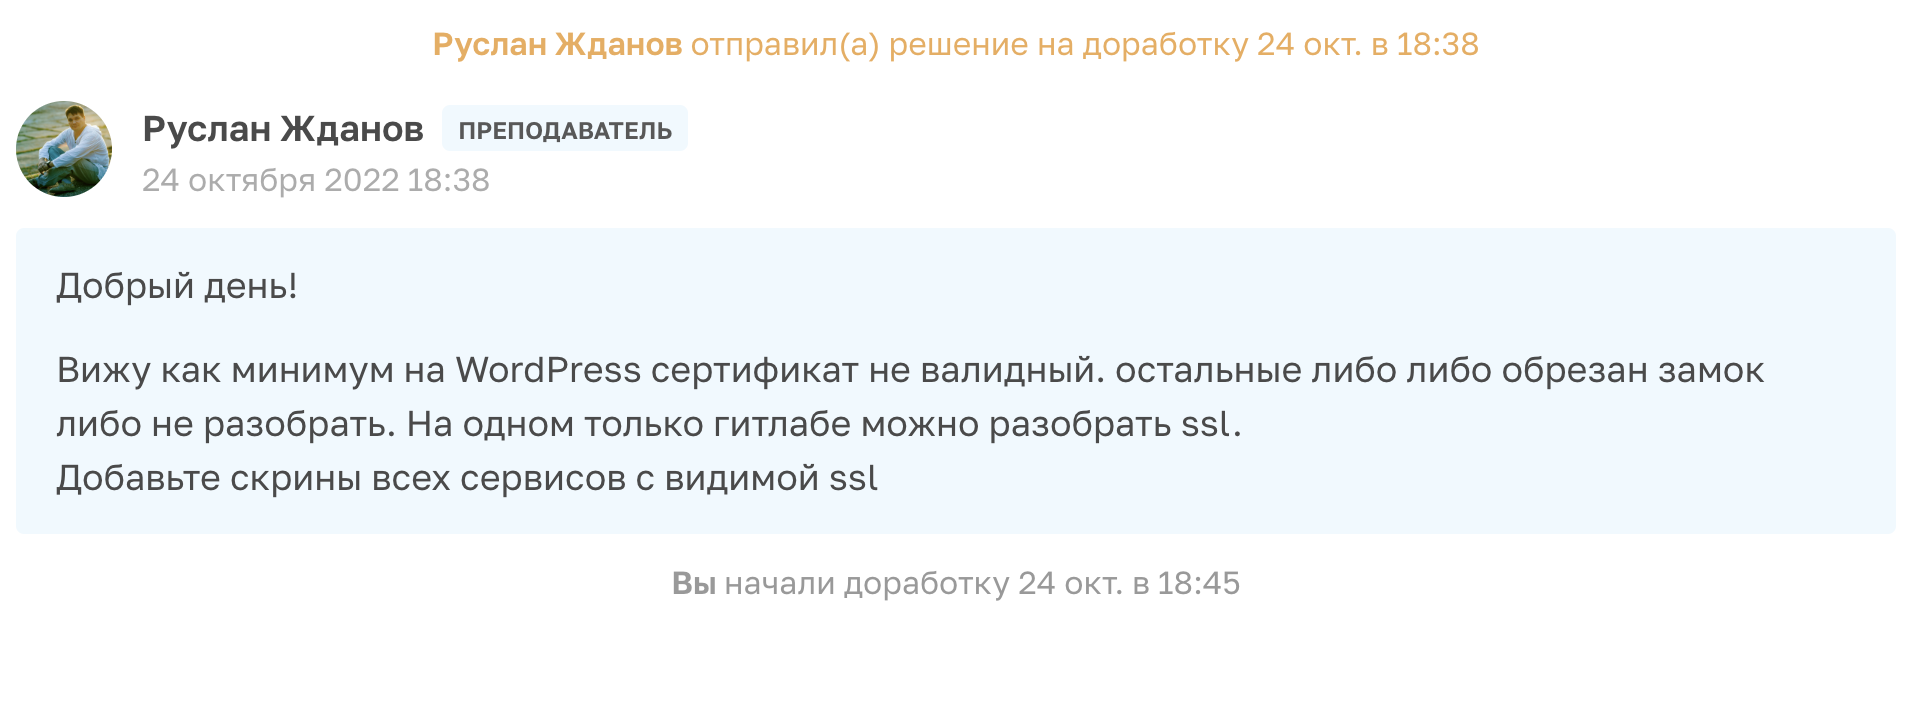 Руслан Жданов отправил(а) решение на доработку 24 окт. в 18:38
Руслан Жданов ПРЕПОДАВАТЕЛЬ
24 октября 2022 18:38
Добрый день!
Вижу как минимум на WordPress сертификат не валидный. остальные либо либо обрезан замок
либо не разобрать. На одном только гитлабе можно разобрать ssl.
Добавьте скрины всех сервисов с видимой ssl
Вы начали доработку 24 окт. в 18:45